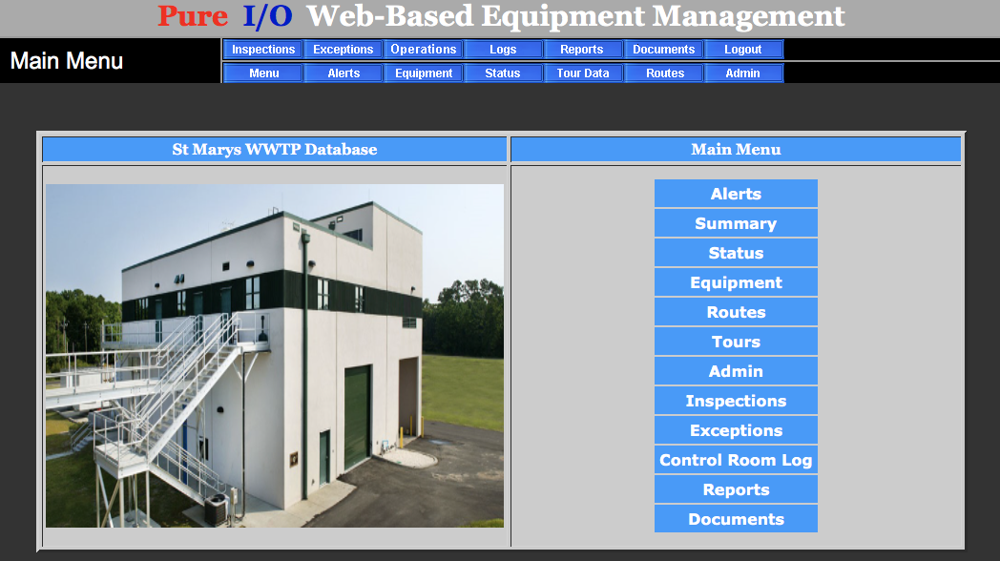 Pure I/O Web-Based Equipment Management
Main Menu
Inspections Exceptions Operations Logs Reports Documents Logout
Menu Alerts Equipment Status Tour Data Routes Admin
St Marys WWTP Database
Main Menu
Alerts
Summary
Status
Equipment
Routes
Tours
Admin
Inspections
Exceptions
Control Room Log
Reports
Documents